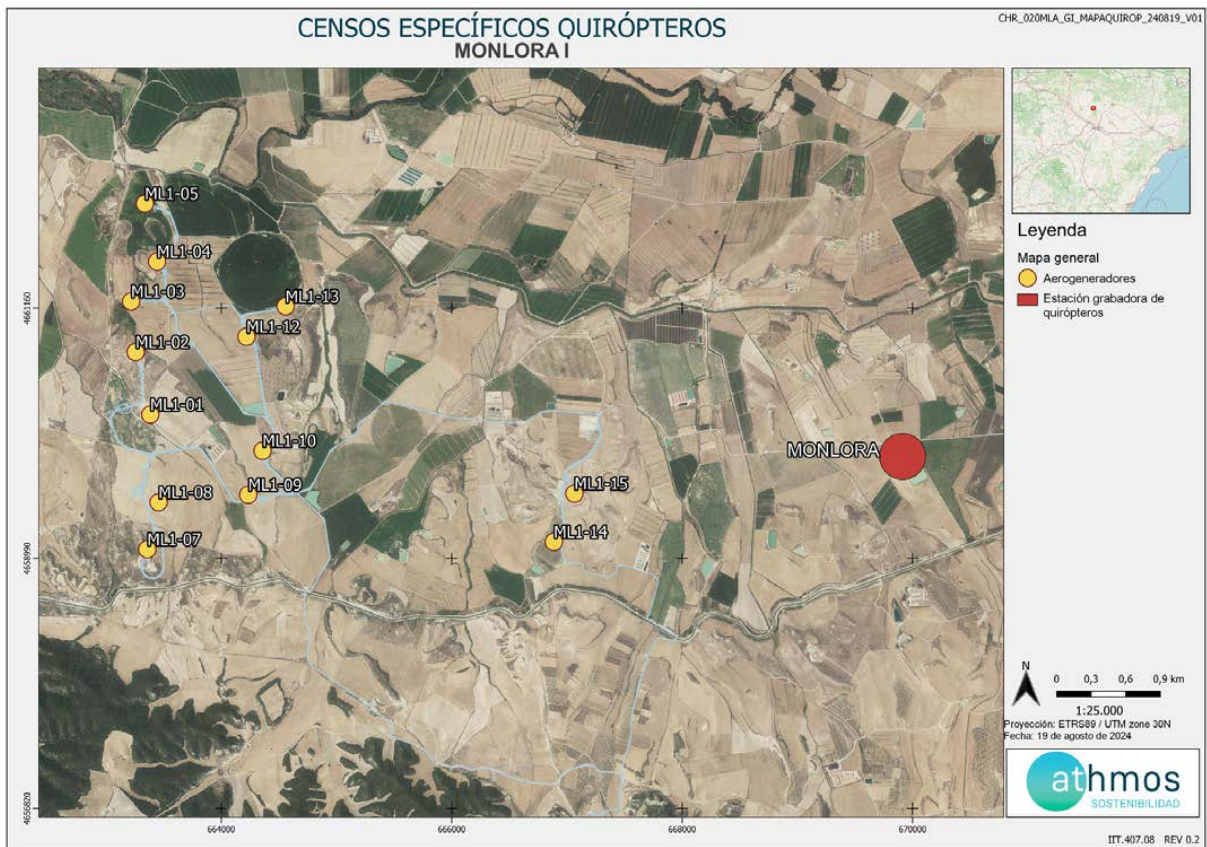 CENSOS ESPECÍFICOS QUIRÓPTEROS
MONLORA I
CHR_020MLA_GI_MAPAQUIROP_240819_V01
ML1-05
ML1-04
ML1-03
ML1-13
ML1-12
ML1-02
ML1-01
ML1-10
MONLORA
ML1-15
ML1-08
ML1-09
ML1-14
ML1-07
4661160
4658990
4656820
664000
666000
668000
670000
Leyenda
Mapa general
Aerogeneradores
Estación grabadora de
quirópteros
N
0 0,3 0,6 0,9 km
1:25.000
Proyección: ETRS89 / UTM zone 30N
Fecha: 19 de agosto de 2024
athmos
SOSTENIBILIDAD
IIT.407.08 REV 0.2